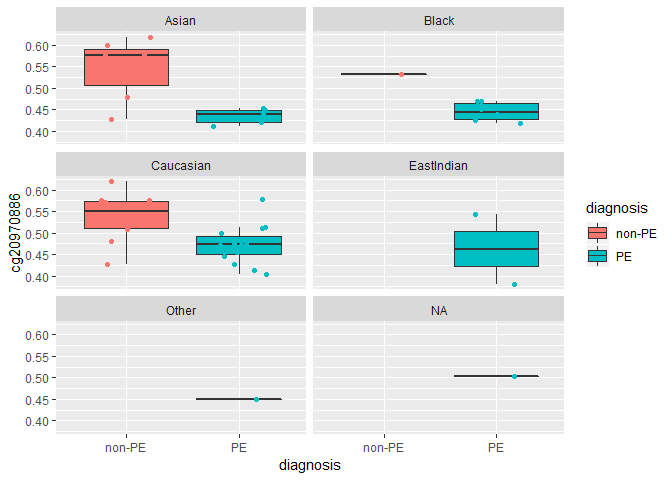 Asian
Black
0.60
0.55
0.50
0.45
0.40
Caucasian
EastIndian
0.60
0.55
0.50
0.45
0.40
Other
NA
0.60
0.55
0.50
0.45
0.40
non-PE
PE
non-PE
PE
diagnosis
cg20970886
diagnosis
non-PE
PE